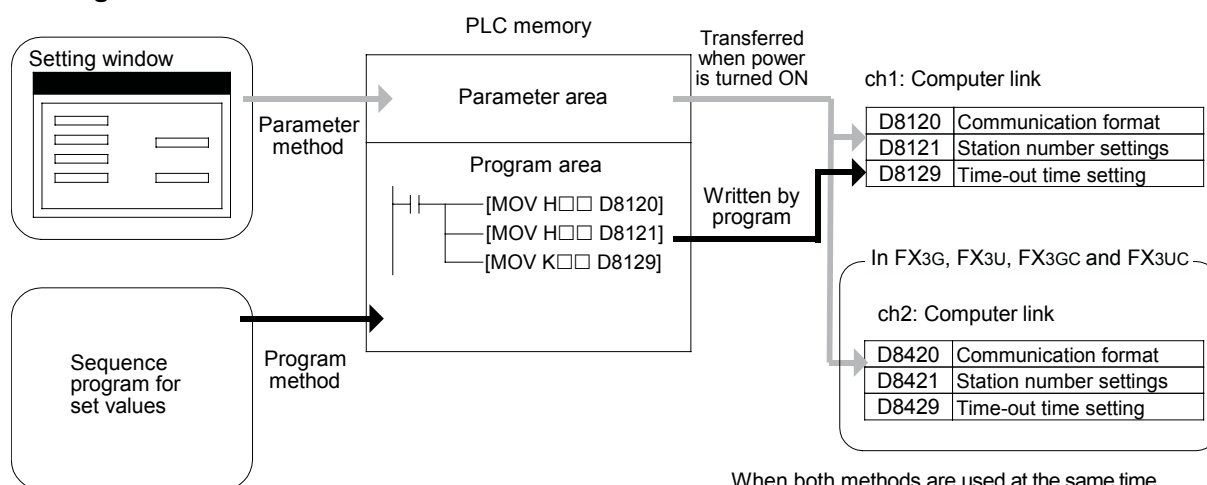 PLC memory
Setting window
Parameter
method
Parameter area
Program area
[MOV H□□ D8120]
[MOV H□□ D8121]
[MOV K□□ D8129]
Transferred
when power
is turned ON
Written by
program
ch1: Computer link
D8120 Communication format
D8121 Station number settings
D8129 Time-out time setting
In FX3G, FX3U, FX3GC and FX3UC
ch2: Computer link
D8420 Communication format
D8421 Station number settings
D8429 Time-out time setting
Sequence
program for
set values
Program
method
When both methods are used at the same time